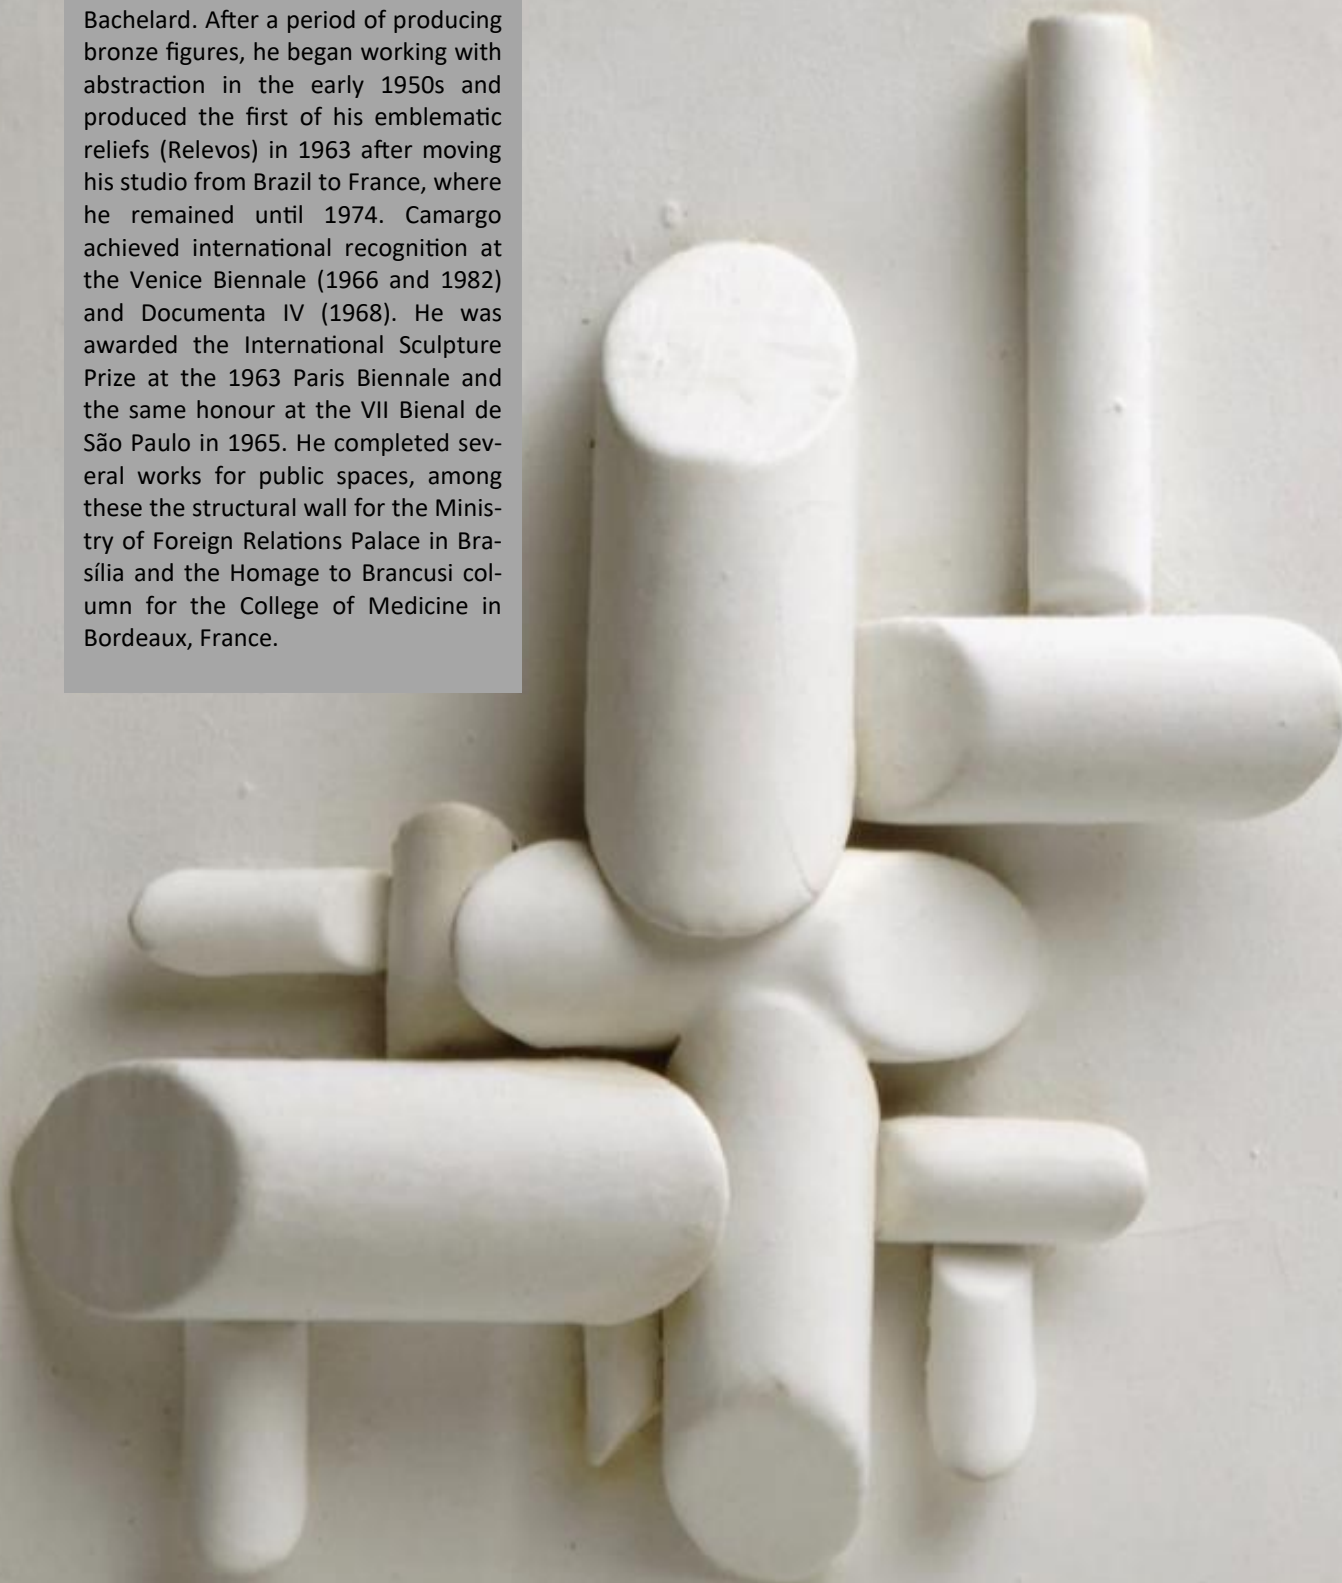 Bachelard. After a period of producing
bronze figures, he began working with
abstraction in the early 1950s and
produced the first of his emblematic
reliefs (Relevos) in 1963 after moving
his studio from Brazil to France, where
he remained until 1974. Camargo
achieved international recognition at
the Venice Biennale (1966 and 1982)
and Documenta IV (1968). He was
awarded the International Sculpture
Prize at the 1963 Paris Biennale and
the same honour at the VII Bienal de
São Paulo in 1965. He completed sev-
eral works for public spaces, among
these the structural wall for the Minis-
try of Foreign Relations Palace in Bra-
sília and the Homage to Brancusi col-
umn for the College of Medicine in
Bordeaux, France.